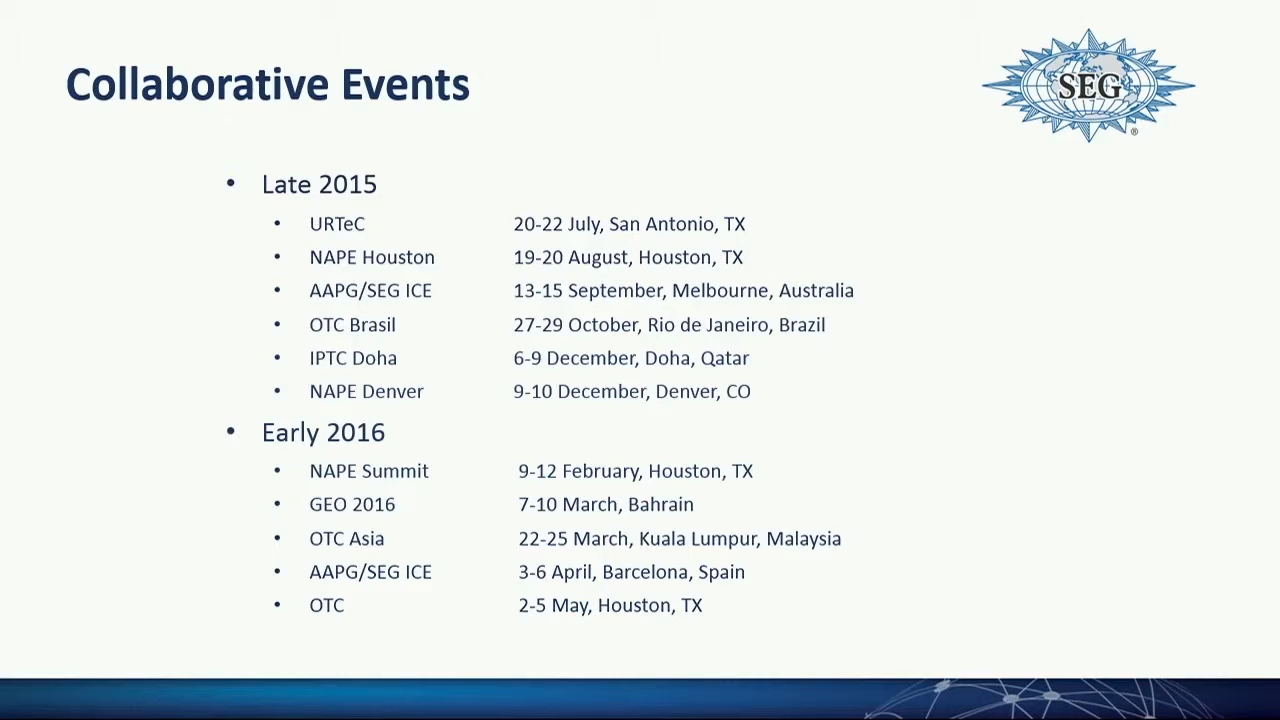 Collaborative Events
SEG
®
• Late 2015
• URTeC 20-22 July, San Antonio, TX
• NAPE Houston 19-20 August, Houston, TX
• AAPG/SEG ICE 13-15 September, Melbourne, Australia
• OTC Brasil 27-29 October, Rio de Janeiro, Brazil
• IPTC Doha 6-9 December, Doha, Qatar
• NAPE Denver 9-10 December, Denver, CO
• Early 2016
• NAPE Summit 9-12 February, Houston, TX
• GEO 2016 7-10 March, Bahrain
• OTC Asia 22-25 March, Kuala Lumpur, Malaysia
• AAPG/SEG ICE 3-6 April, Barcelona, Spain
• OTC 2-5 May, Houston, TX